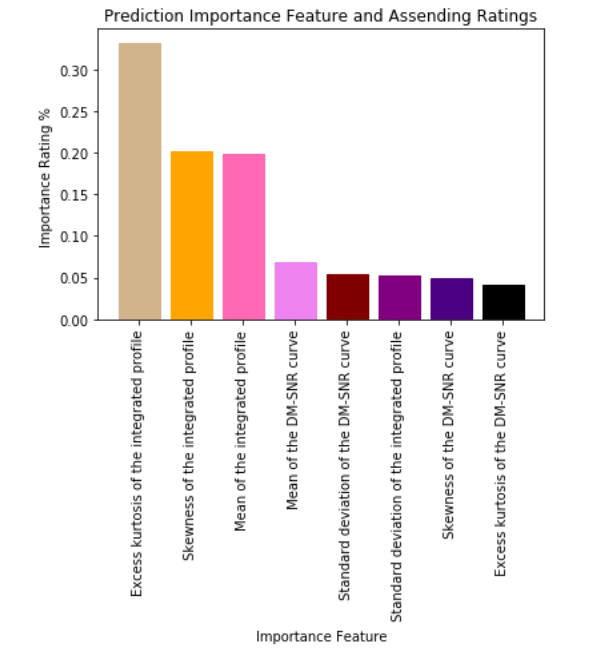 Prediction Importance Feature and Assending Ratings
Importance Rating %
0.30
0.25
0.20
0.15
0.10
0.05
0.00
Excess kurtosis of the integrated profile
Skewness of the integrated profile
Mean of the integrated profile
Mean of the DM-SNR curve
Standard deviation of the DM-SNR curve
Standard deviation of the integrated profile
Skewness of the DM-SNR curve
Excess kurtosis of the DM-SNR curve
Importance Feature